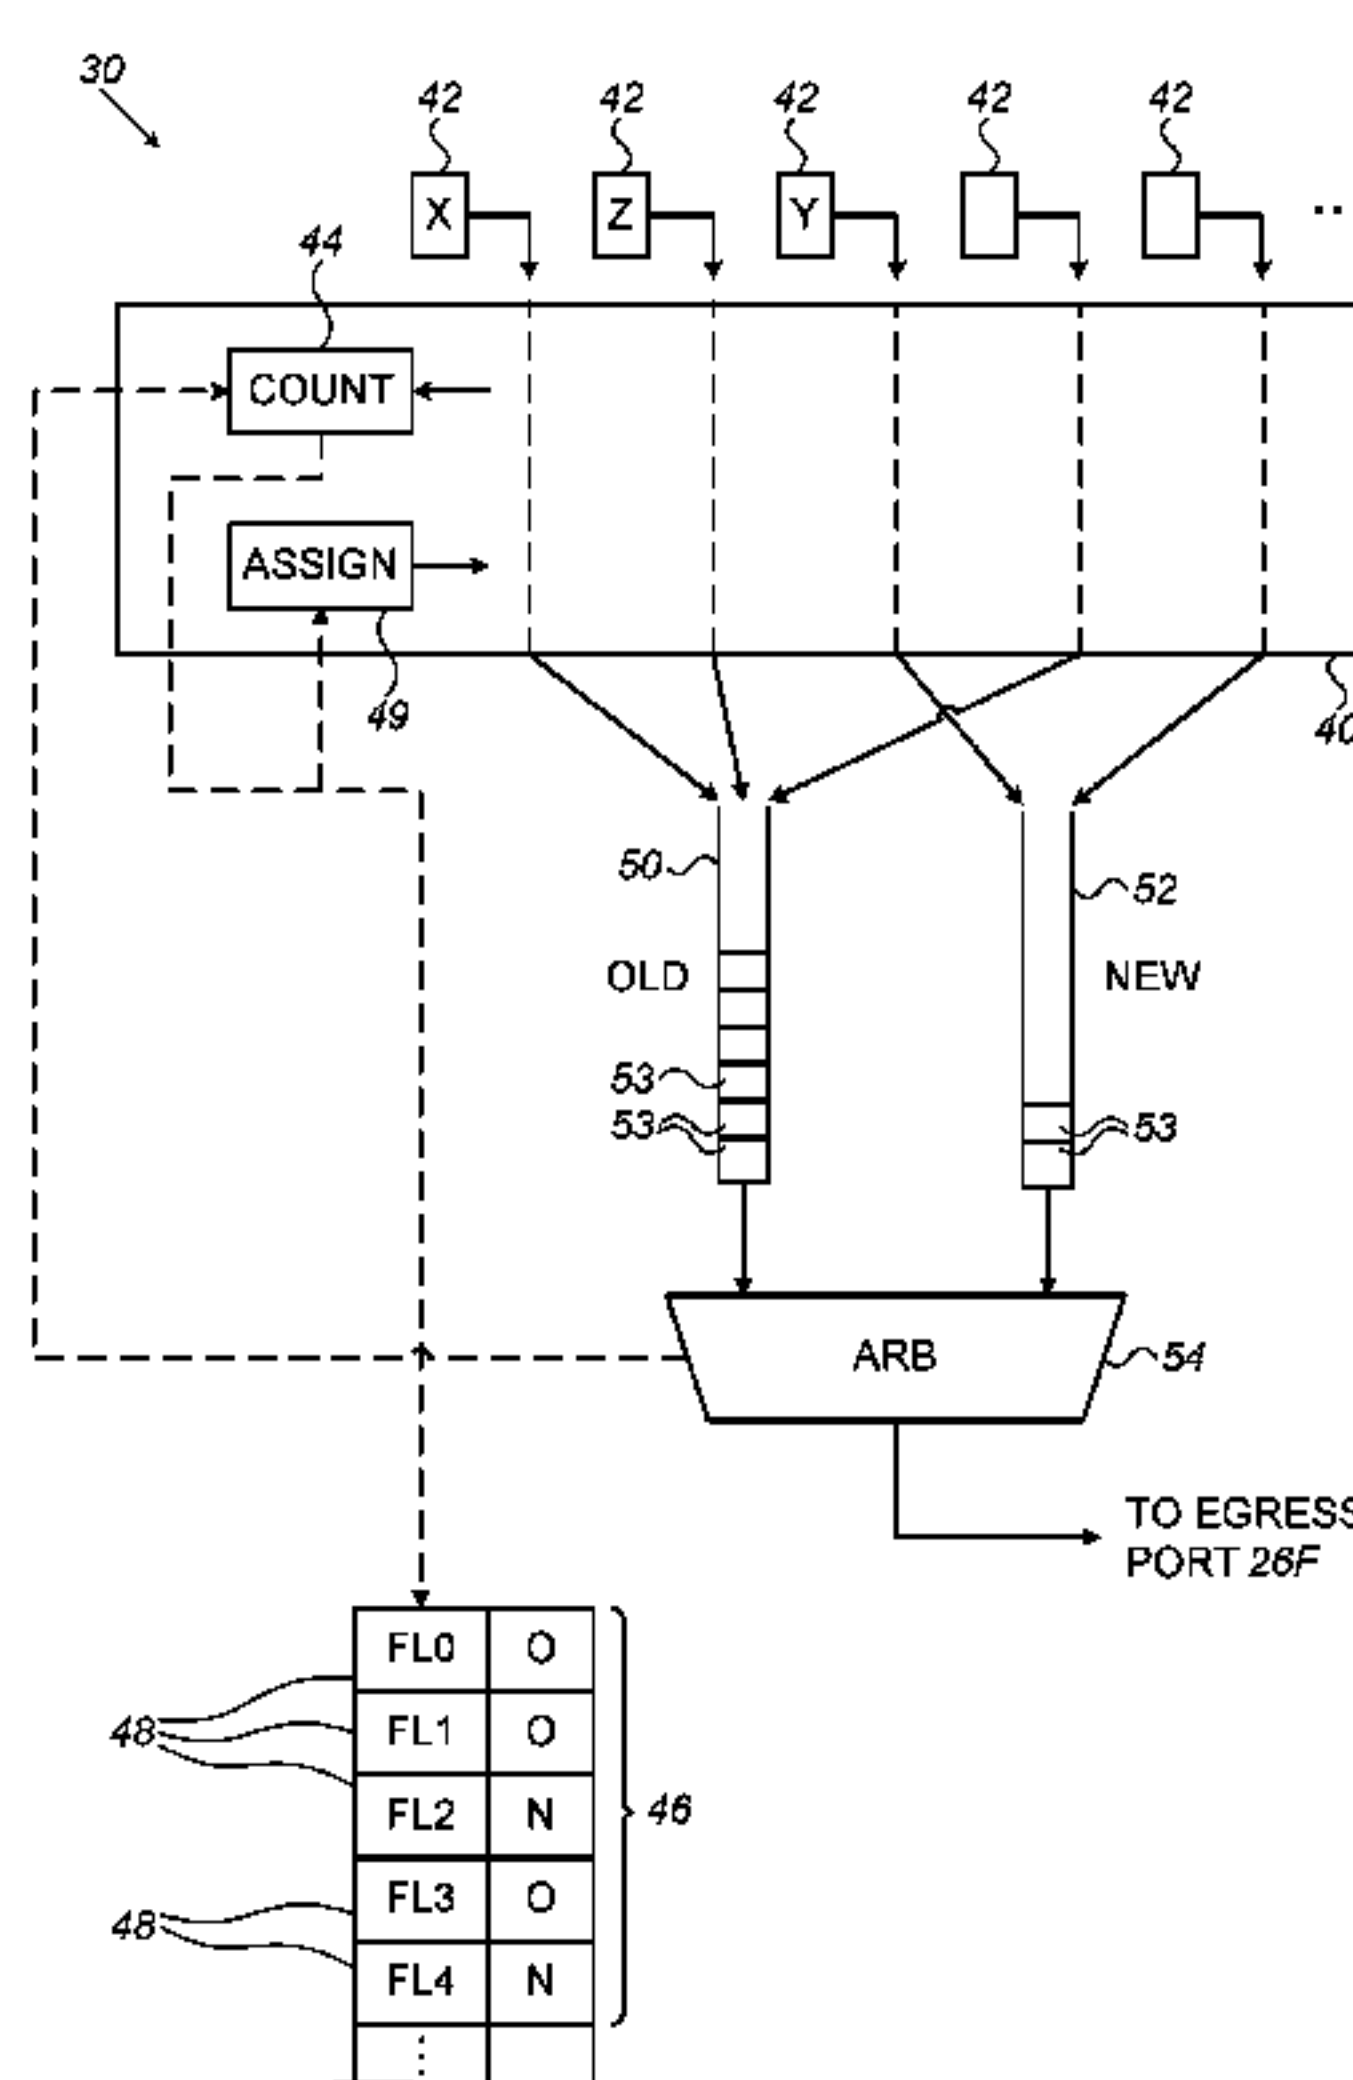 30
42 42 42 42 42
X Z Y ..
44
COUNT
ASSIGN
49
40
50
52
OLD NEW
53
53 53
ARB 54
TO EGRESS
PORT 26F
FL0 O
48 FL1 O
FL2 N 46
FL3 O
48
FL4 N
⋮